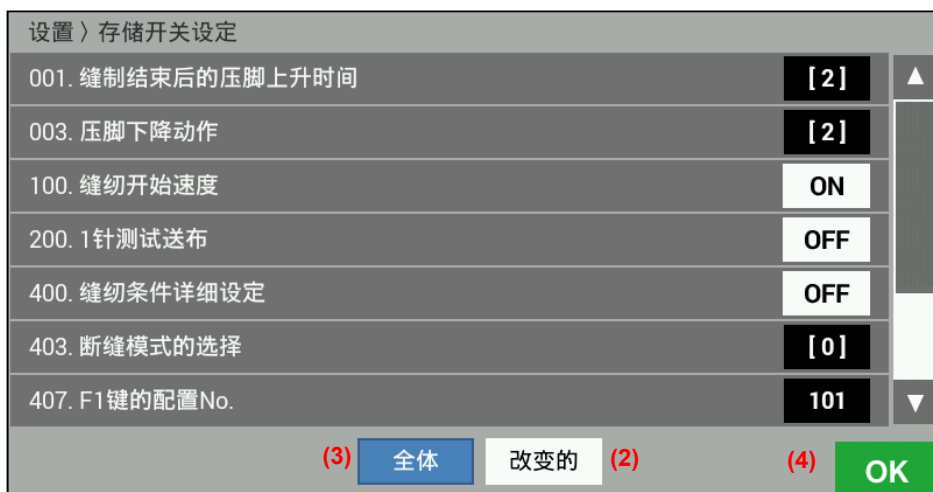 设置 〉存储开关设定
001. 缝制结束后的压脚上升时间 [ 2 ]
003. 压脚下降动作 [ 2 ]
100. 缝纫开始速度 ON
200. 1针测试送布 OFF
400. 缝纫条件详细设定 OFF
403. 断缝模式的选择 [ 0 ]
407. F1键的配置No. 101
(3) 全体 改变的 (2) (4) OK